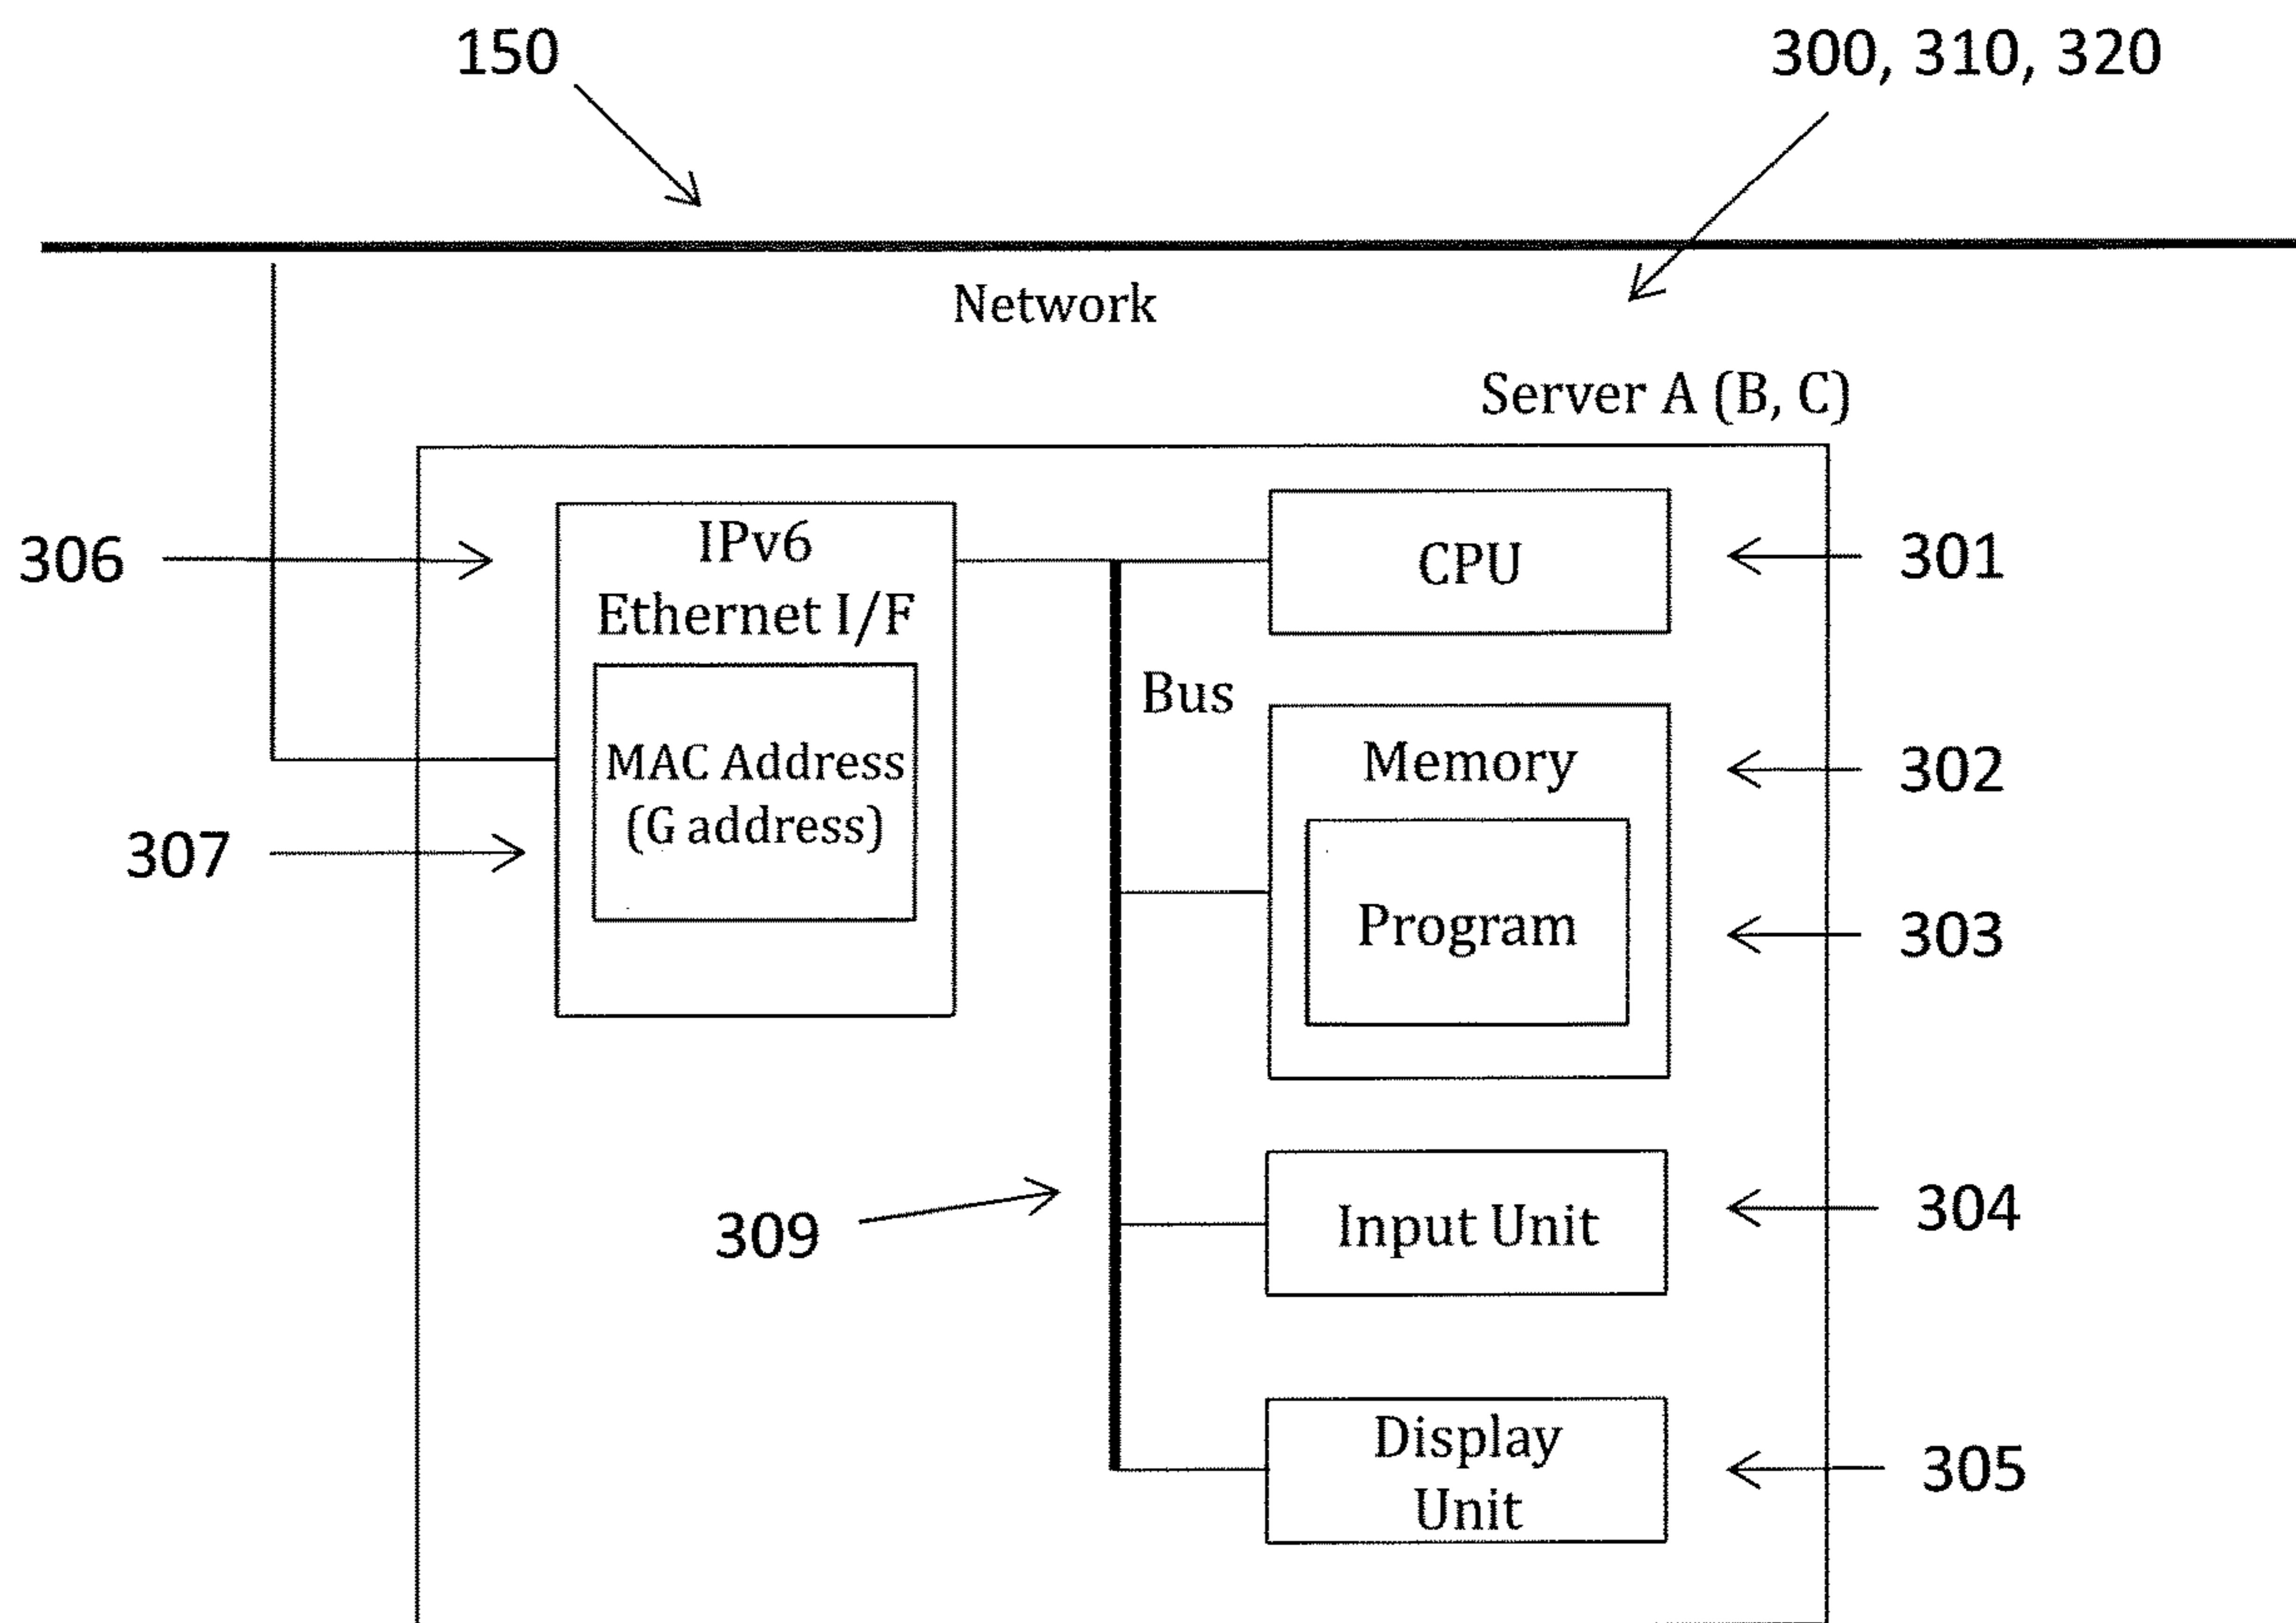 150
300, 310, 320
Network
Server A (B, C)
306
IPv6
Ethernet I/F
CPU
301
Bus
MAC Address
(G address)
307
Memory
302
Program
303
309
Input Unit
304
Display
Unit
305